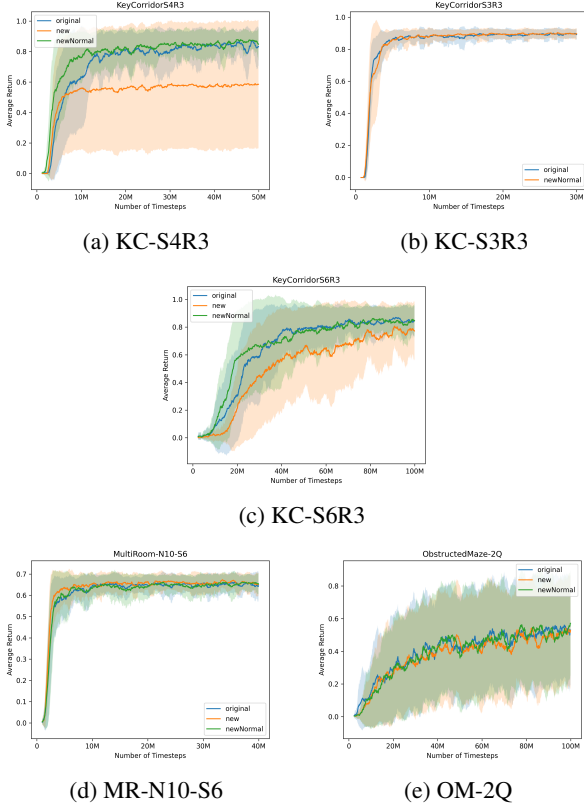 KeyCorridorS4R3
original
new
newNormal
1.0
0.8
0.6
0.4
0.2
0.0
Average Return
0
10M
20M
30M
40M
50M
Number of Timesteps
(a) KC-S4R3
KeyCorridorS3R3
1.0
0.8
0.6
0.4
0.2
0.0
Average Return
original
newNormal
0
10M
20M
30M
Number of Timesteps
(b) KC-S3R3
KeyCorridorS6R3
original
new
newNormal
1.0
0.8
0.6
0.4
0.2
0.0
Average Return
0
20M
40M
60M
80M
100M
Number of Timesteps
(c) KC-S6R3
MultiRoom-N10-S6
0.7
0.6
0.5
0.4
0.3
0.2
0.1
0.0
Average Return
original
new
newNormal
0
10M
20M
30M
40M
Number of Timesteps
(d) MR-N10-S6
ObstructedMaze-2Q
original
new
newNormal
0.8
0.6
0.4
0.2
0.0
Average Return
0
20M
40M
60M
80M
100M
Number of Timesteps
(e) OM-2Q